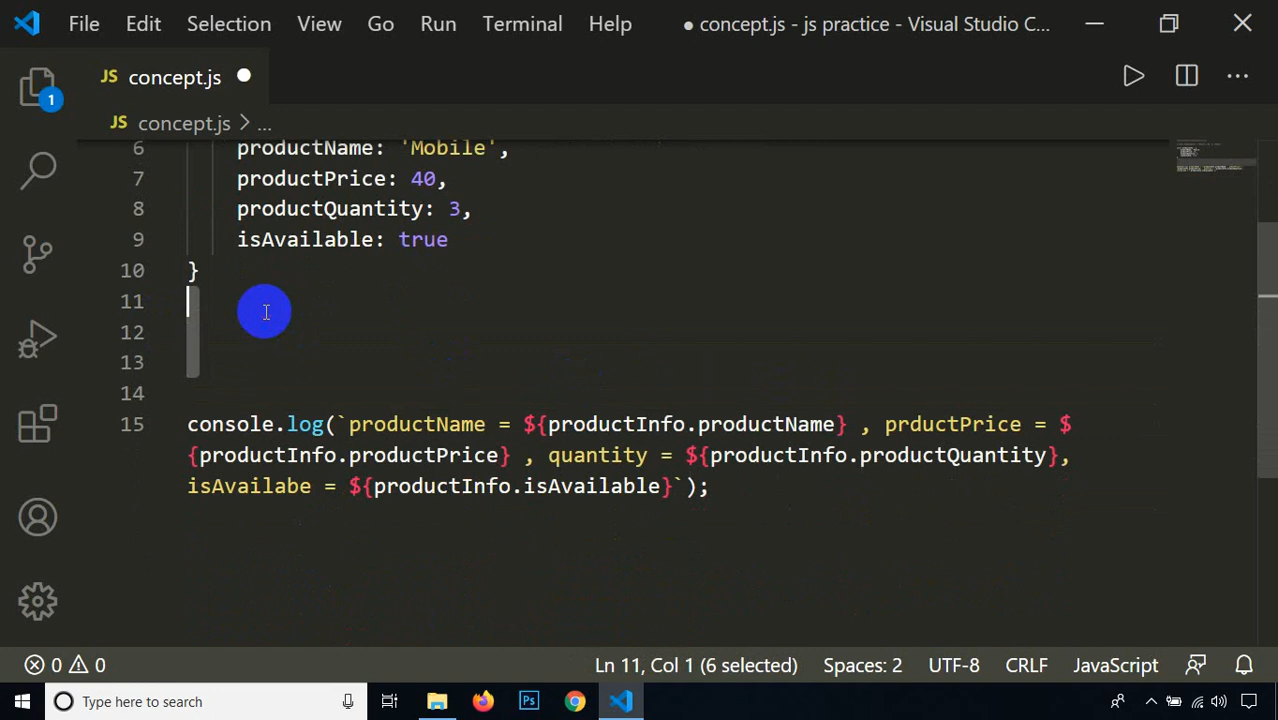 File Edit Selection View Go Run Terminal Help ● concept.js - js practice - Visual Studio C...
JS concept.js ●
1
JS concept.js > ...
6 productName: 'Mobile',
7 productPrice: 40,
8 productQuantity: 3,
9 isAvailable: true
10 }
11
12
13
14
15 console.log(`productName = ${productInfo.productName} , prductPrice = $
{productInfo.productPrice} , quantity = ${productInfo.productQuantity},
isAvailabe = ${productInfo.isAvailable}`);
0 0 Ln 11, Col 1 (6 selected) Spaces: 2 UTF-8 CRLF JavaScript
Type here to search Ps